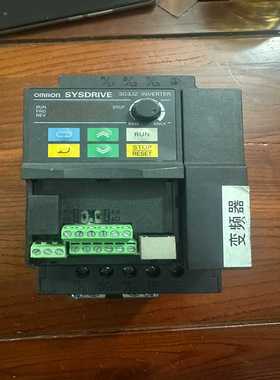 OMRON SYSDRIVE 3G3JZ INVERTER
RUN
FWD
REV
STOP
RUN
STOP
RESET
变频器